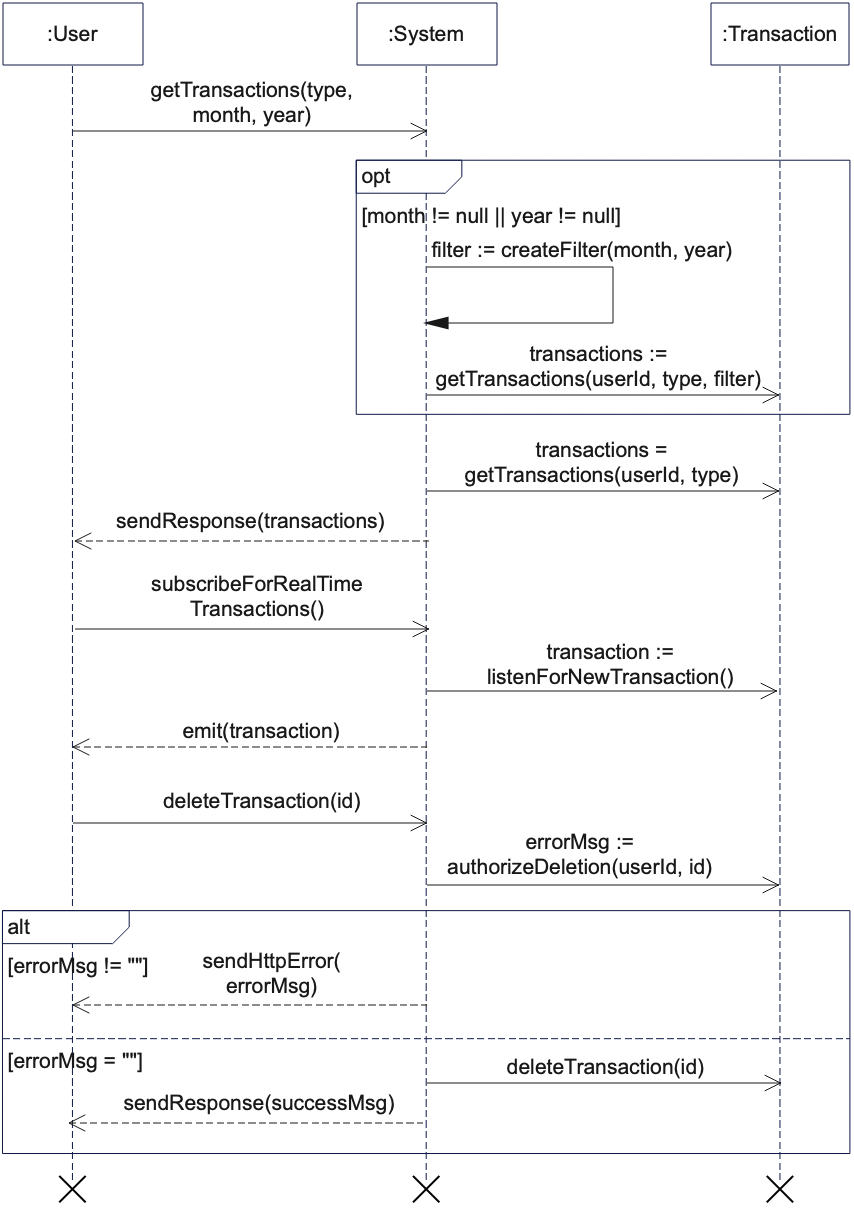 :User
:System
:Transaction
getTransactions(type,
month, year)
opt
[month != null || year != null]
filter := createFilter(month, year)
transactions :=
getTransactions(userId, type, filter)
transactions =
getTransactions(userId, type)
sendResponse(transactions)
subscribeForRealTime
Transactions()
transaction :=
listenForNewTransaction()
emit(transaction)
deleteTransaction(id)
errorMsg :=
authorizeDeletion(userId, id)
alt
[errorMsg != ""]
sendHttpError(
errorMsg)
[errorMsg = ""]
deleteTransaction(id)
sendResponse(successMsg)